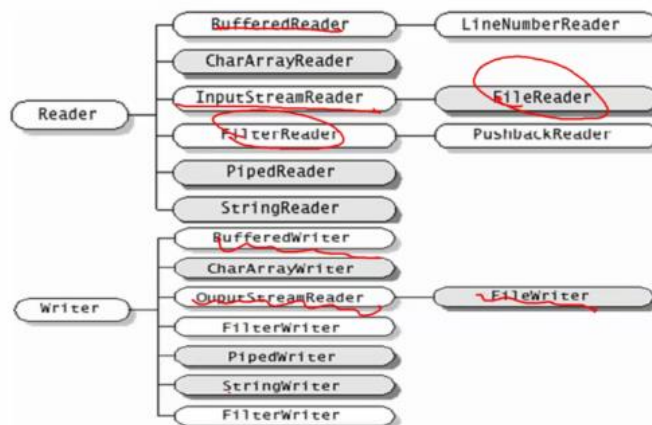 BufferedReader LineNumberReader
CharArrayReader
InputStreamReader FileReader
Reader
FilterReader PushbackReader
PipedReader
StringReader
BufferedWriter
CharArrayWriter
OuputStreamReader FileWriter
Writer
FilterWriter
PipedWriter
StringWriter
FilterWriter